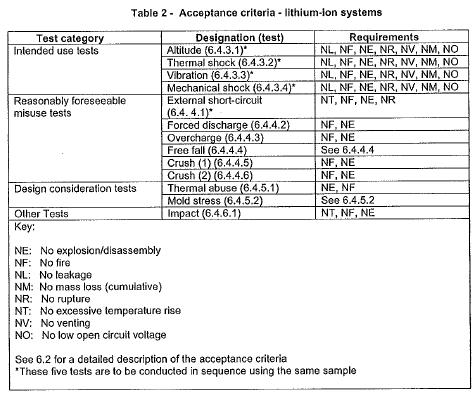 Table 2 - Acceptance criteria - lithium-ion systems
Test category Designation (test) Requirements
Intended use tests Altitude (6.4.3.1)* NL, NF, NE, NR, NV, NM, NO
Thermal shock (6.4.3.2)* NL, NF, NE, NR, NV, NM, NO
Vibration (6.4.3.3)* NL, NF, NE, NR, NV, NM, NO
Mechanical shock (6.4.3.4)* NL, NF, NE, NR, NV, NM, NO
Reasonably foreseeable External short-circuit NT, NF, NE, NR
misuse tests (6.4. 4.1)*
Forced discharge (6.4.4.2) NF, NE
Overcharge (6.4.4.3) NF, NE
Free fall (6.4.4.4) See 6.4.4.4
Crush (1) (6.4.4.5) NF, NE
Crush (2) (6.4.4.6) NF, NE
Design consideration tests Thermal abuse (6.4.5.1) NE, NF
Mold stress (6.4.5.2) See 6.4.5.2
Other Tests Impact (6.4.6.1) NT, NF, NE
Key:
NE: No explosion/disassembly
NF: No fire
NL: No leakage
NM: No mass loss (cumulative)
NR: No rupture
NT: No excessive temperature rise
NV: No venting
NO: No low open circuit voltage
See 6.2 for a detailed description of the acceptance criteria
*These five tests are to be conducted in sequence using the same sample